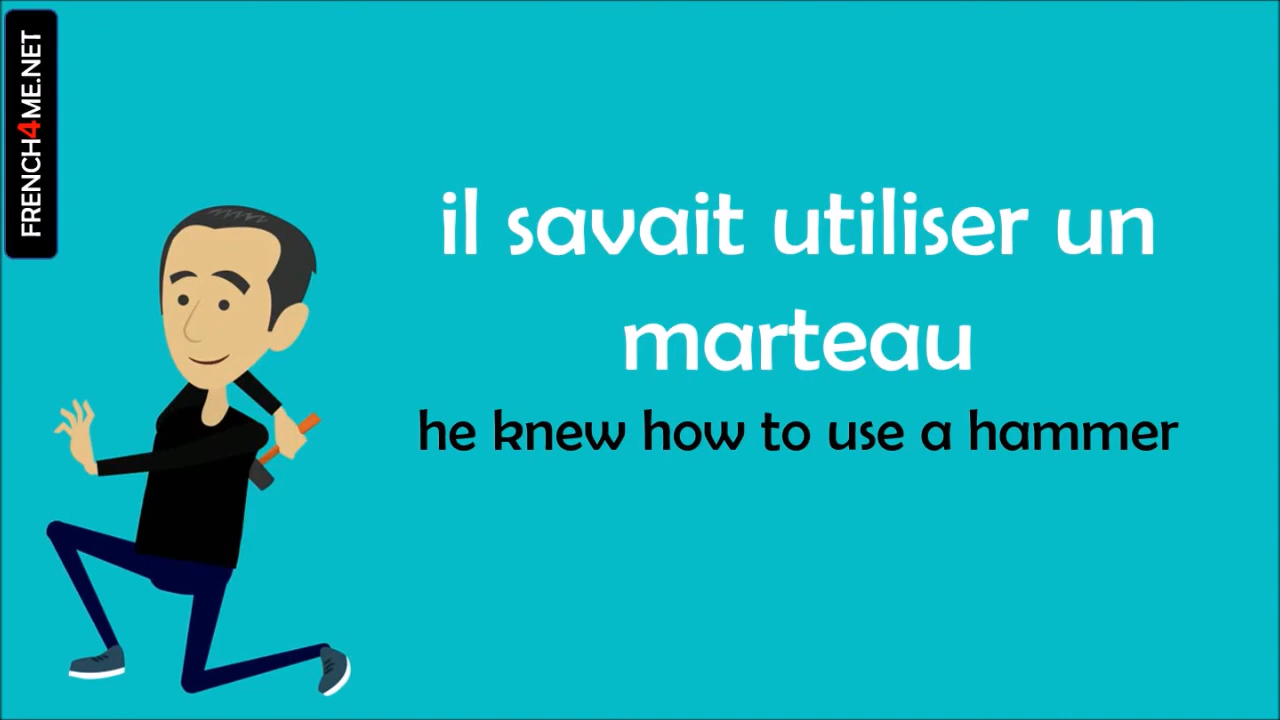 FRENCH4ME.NET
il savait utiliser un
marteau
he knew how to use a hammer